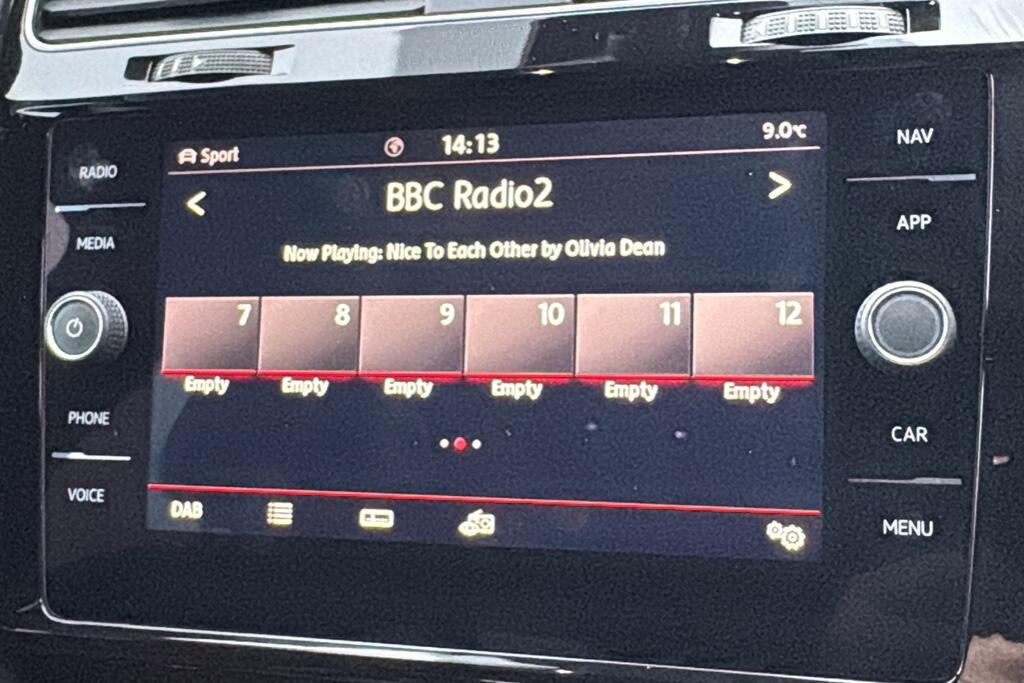 Sport 14:13 9.0°C
< BBC Radio2 >
Now Playing: Nice To Each Other by Olivia Dean
7 8 9 10 11 12
Empty Empty Empty Empty Empty Empty
DAB
RADIO
MEDIA
PHONE
VOICE
NAV
APP
CAR
MENU